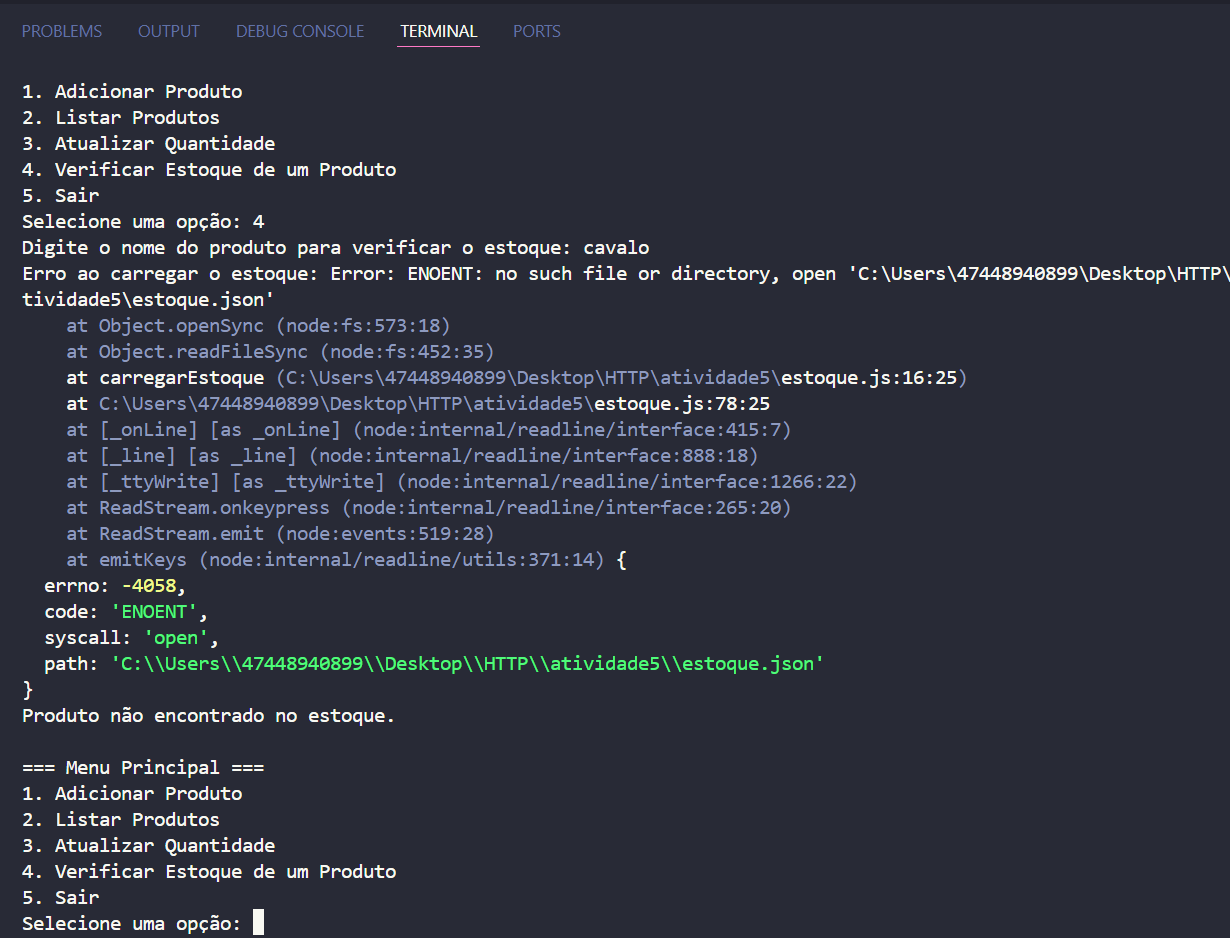 PROBLEMS OUTPUT DEBUG CONSOLE TERMINAL PORTS
1. Adicionar Produto
2. Listar Produtos
3. Atualizar Quantidade
4. Verificar Estoque de um Produto
5. Sair
Selecione uma opção: 4
Digite o nome do produto para verificar o estoque: cavalo
Erro ao carregar o estoque: Error: ENOENT: no such file or directory, open 'C:\Users\47448940899\Desktop\HTTP\
tividade5\estoque.json'
    at Object.openSync (node:fs:573:18)
    at Object.readFileSync (node:fs:452:35)
    at carregarEstoque (C:\Users\47448940899\Desktop\HTTP\atividade5\estoque.js:16:25)
    at C:\Users\47448940899\Desktop\HTTP\atividade5\estoque.js:78:25
    at [_onLine] [as _onLine] (node:internal/readline/interface:415:7)
    at [_line] [as _line] (node:internal/readline/interface:888:18)
    at [_ttyWrite] [as _ttyWrite] (node:internal/readline/interface:1266:22)
    at ReadStream.onkeypress (node:internal/readline/interface:265:20)
    at ReadStream.emit (node:events:519:28)
    at emitKeys (node:internal/readline/utils:371:14) {
  errno: -4058,
  code: 'ENOENT',
  syscall: 'open',
  path: 'C:\\Users\\47448940899\\Desktop\\HTTP\\atividade5\\estoque.json'
}
Produto não encontrado no estoque.
=== Menu Principal ===
1. Adicionar Produto
2. Listar Produtos
3. Atualizar Quantidade
4. Verificar Estoque de um Produto
5. Sair
Selecione uma opção: